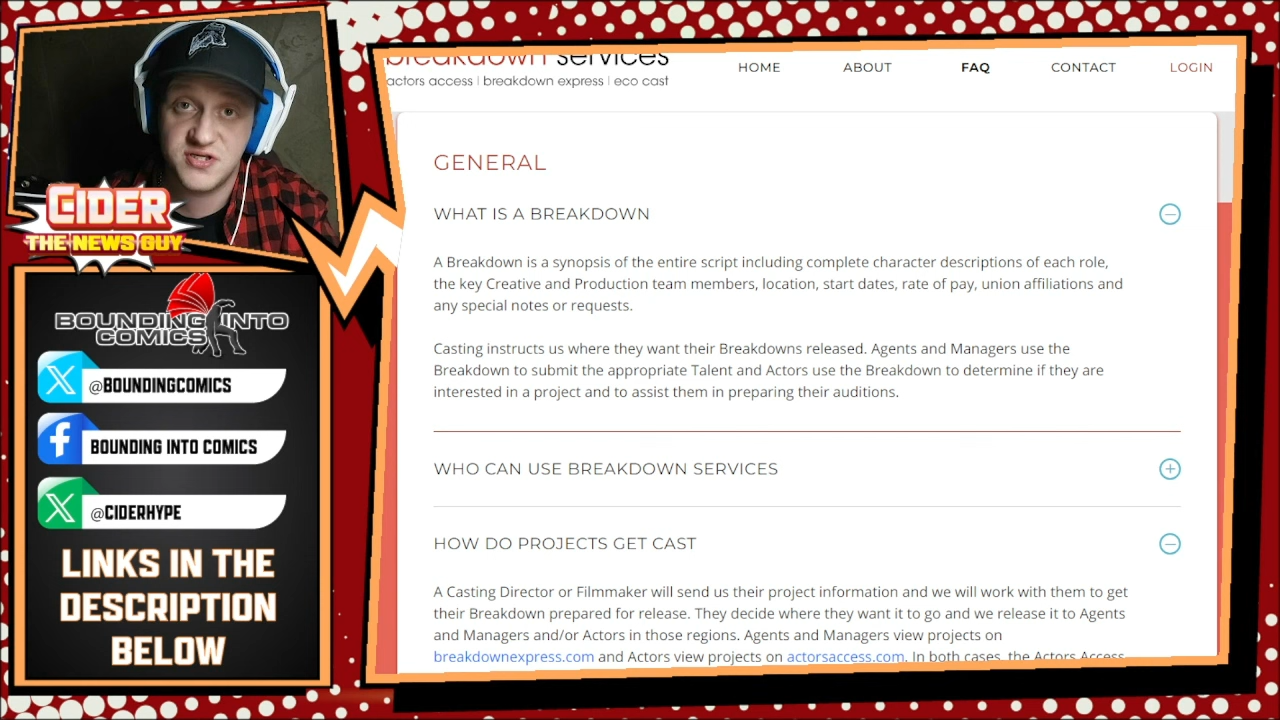 CIDER
THE NEWS GUY
BOUNDING INTO
COMICS
@BOUNDINGCOMICS
BOUNDING INTO COMICS
@CIDERHYPE
LINKS IN THE
DESCRIPTION
BELOW
breakdown services
actors access | breakdown express | eco cast
HOME
ABOUT
FAQ
CONTACT
LOGIN
GENERAL
WHAT IS A BREAKDOWN
A Breakdown is a synopsis of the entire script including complete character descriptions of each role,
the key Creative and Production team members, location, start dates, rate of pay, union affiliations and
any special notes or requests.
Casting instructs us where they want their Breakdowns released. Agents and Managers use the
Breakdown to submit the appropriate Talent and Actors use the Breakdown to determine if they are
interested in a project and to assist them in preparing their auditions.
WHO CAN USE BREAKDOWN SERVICES
HOW DO PROJECTS GET CAST
A Casting Director or Filmmaker will send us their project information and we will work with them to get
their Breakdown prepared for release. They decide where they want it to go and we release it to Agents
and Managers and/or Actors in those regions. Agents and Managers view projects on
breakdownexpress.com and Actors view projects on actorsaccess.com. In both cases, the Actors Access